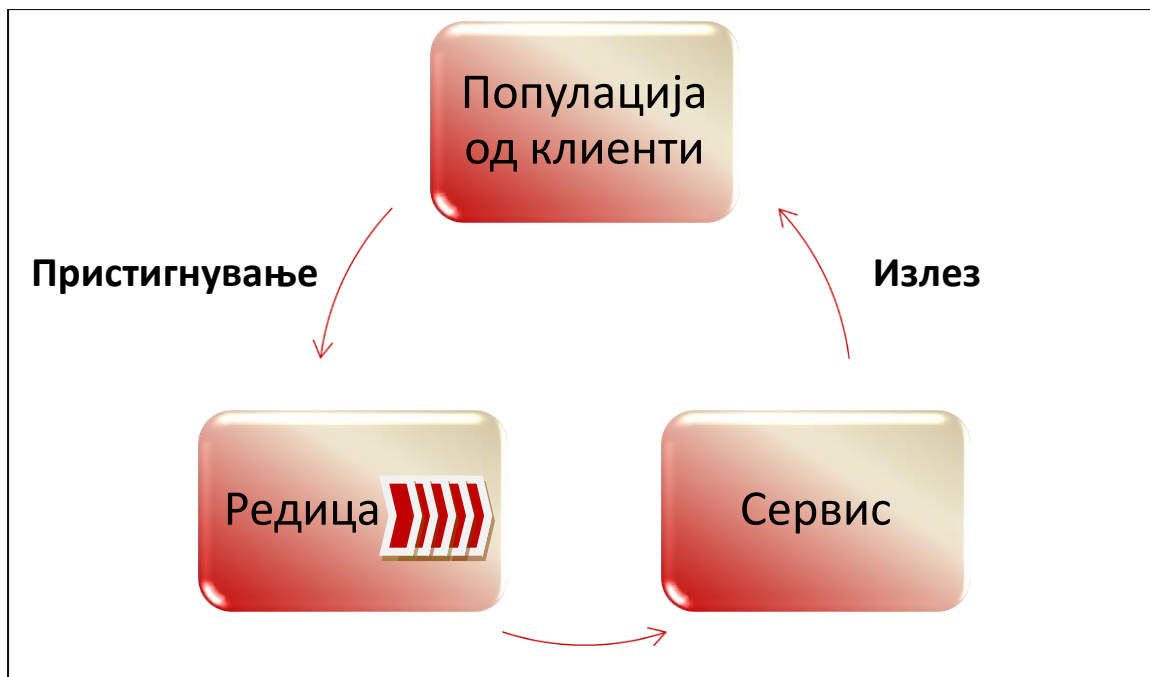 Популација
од клиенти
Пристигнување
Излез
Редица
Сервис